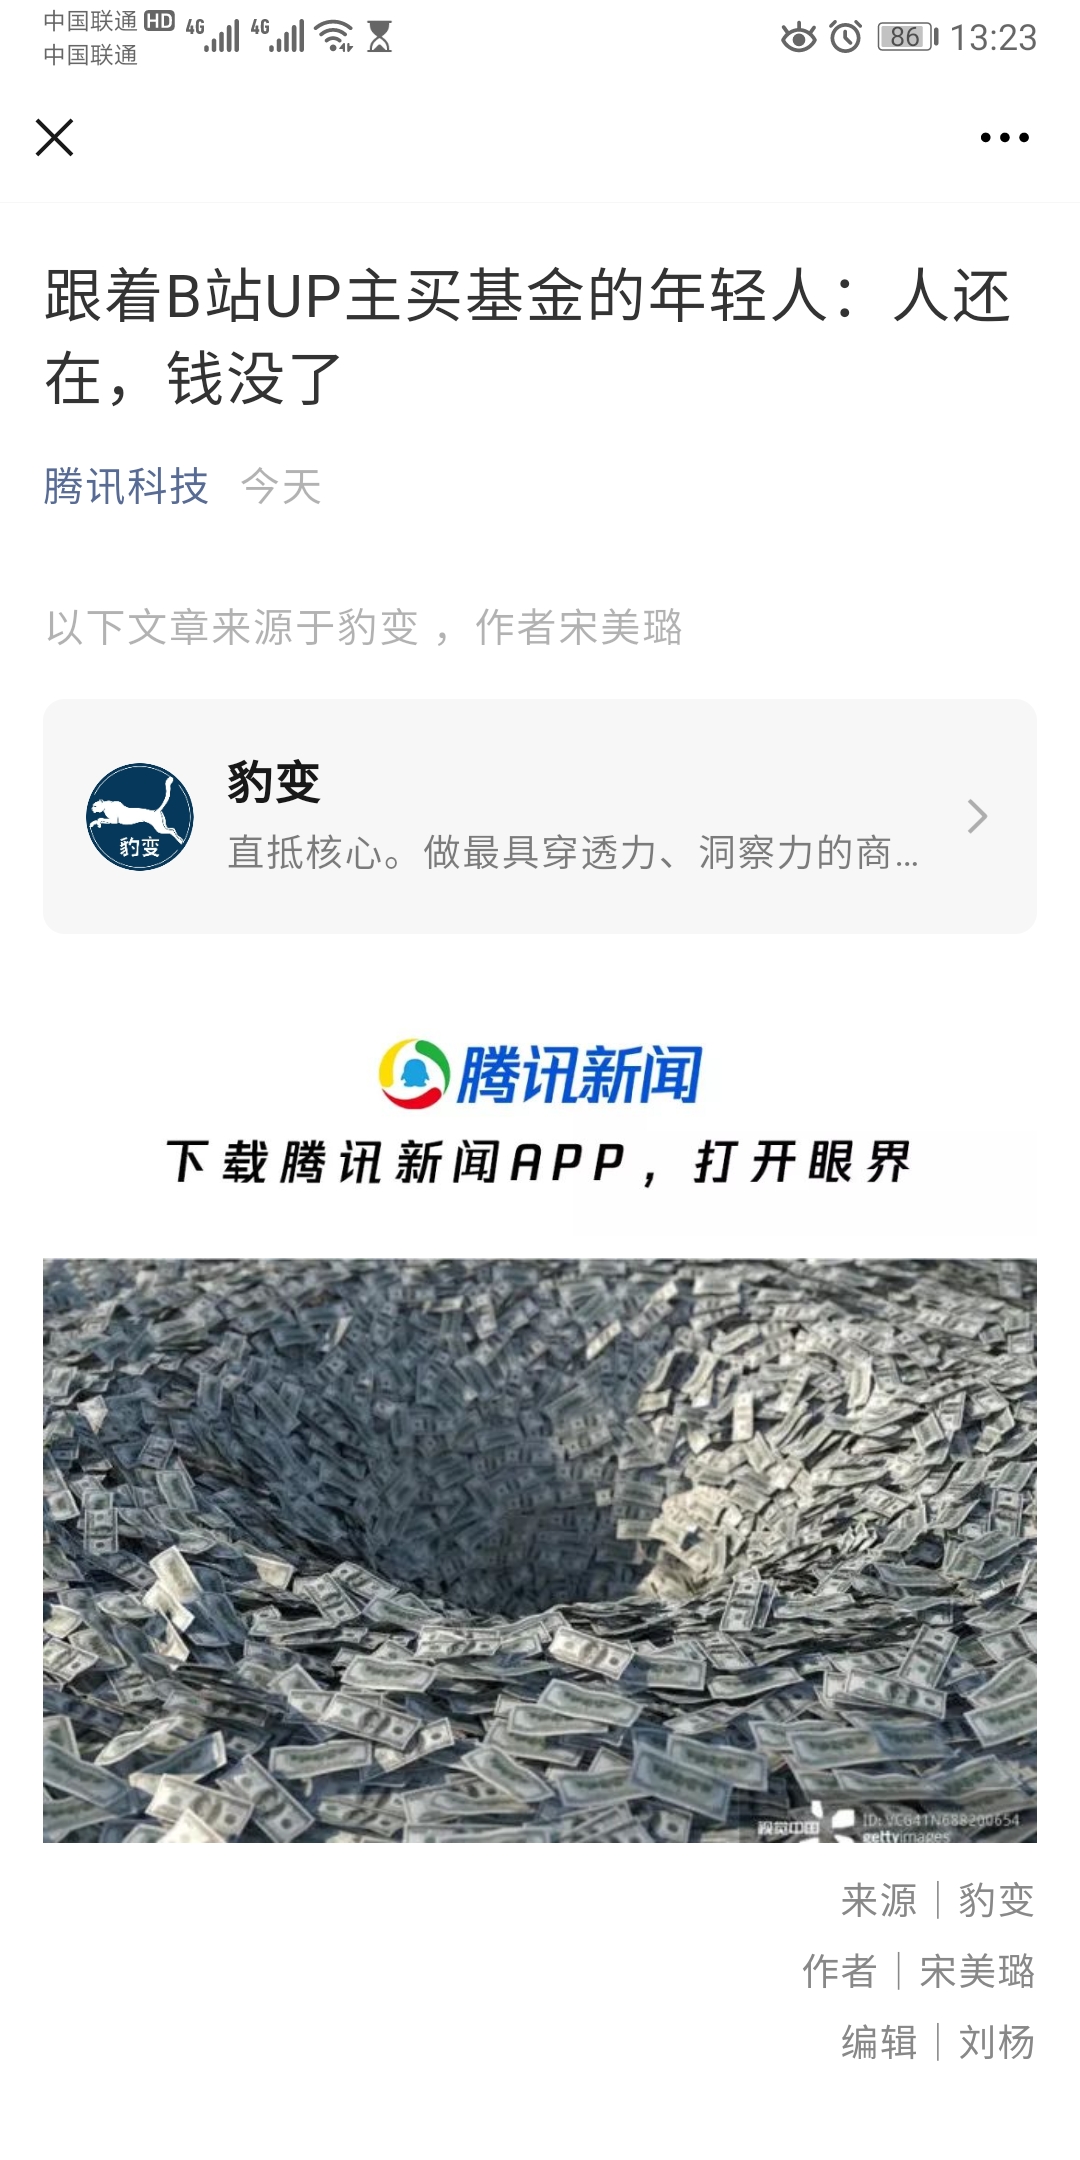 中国联通 HD 4G 4G 86 13:23
中国联通
跟着B站UP主买基金的年轻人：人还
在，钱没了
腾讯科技 今天
以下文章来源于豹变 ，作者宋美璐
豹变
豹变
直抵核心。做最具穿透力、洞察力的商...
腾讯新闻
下载腾讯新闻APP，打开眼界
视觉中国 ID: VCG41N688200654
gettyimages
来源｜豹变
作者｜宋美璐
编辑｜刘杨